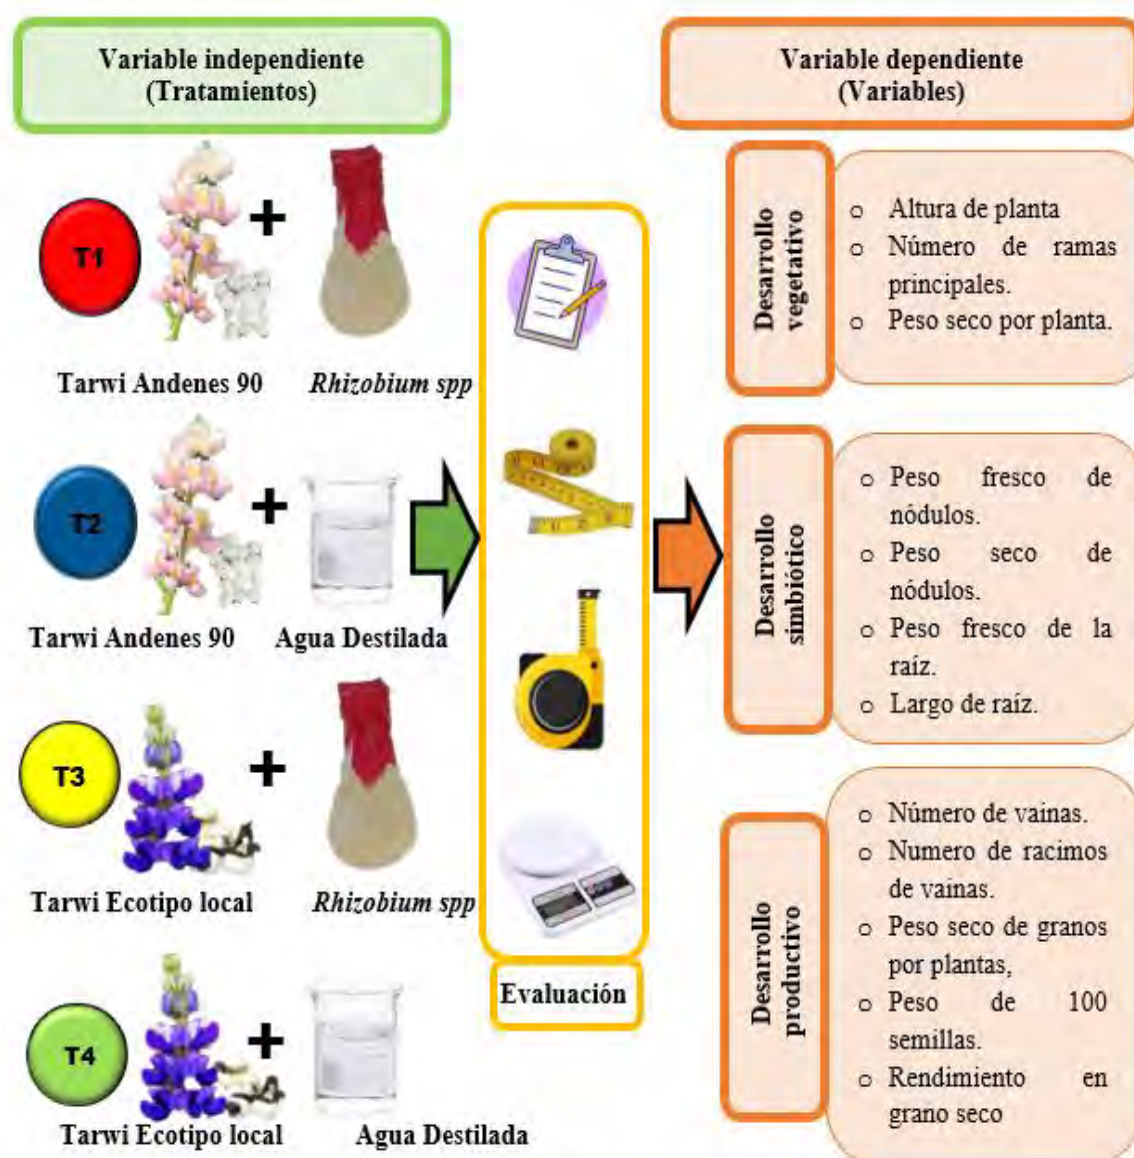 Variable independiente
(Tratamientos)
Variable dependiente
(Variables)
T1
+
Tarwi Andenes 90
Rhizobium spp
T2
+
Tarwi Andenes 90
Agua Destilada
T3
+
Tarwi Ecotipo local
Rhizobium spp
T4
+
Tarwi Ecotipo local
Agua Destilada
Evaluación
Desarrollo
vegetativo
o Altura de planta
o Número de ramas
principales.
o Peso seco por planta.
Desarrollo
simbiótico
o Peso fresco de
nódulos.
o Peso seco de
nódulos.
o Peso fresco de la
raíz.
o Largo de raíz.
Desarrollo
productivo
o Número de vainas.
o Numero de racimos
de vainas.
o Peso seco de granos
por plantas,
o Peso de 100
semillas.
o Rendimiento en
grano seco